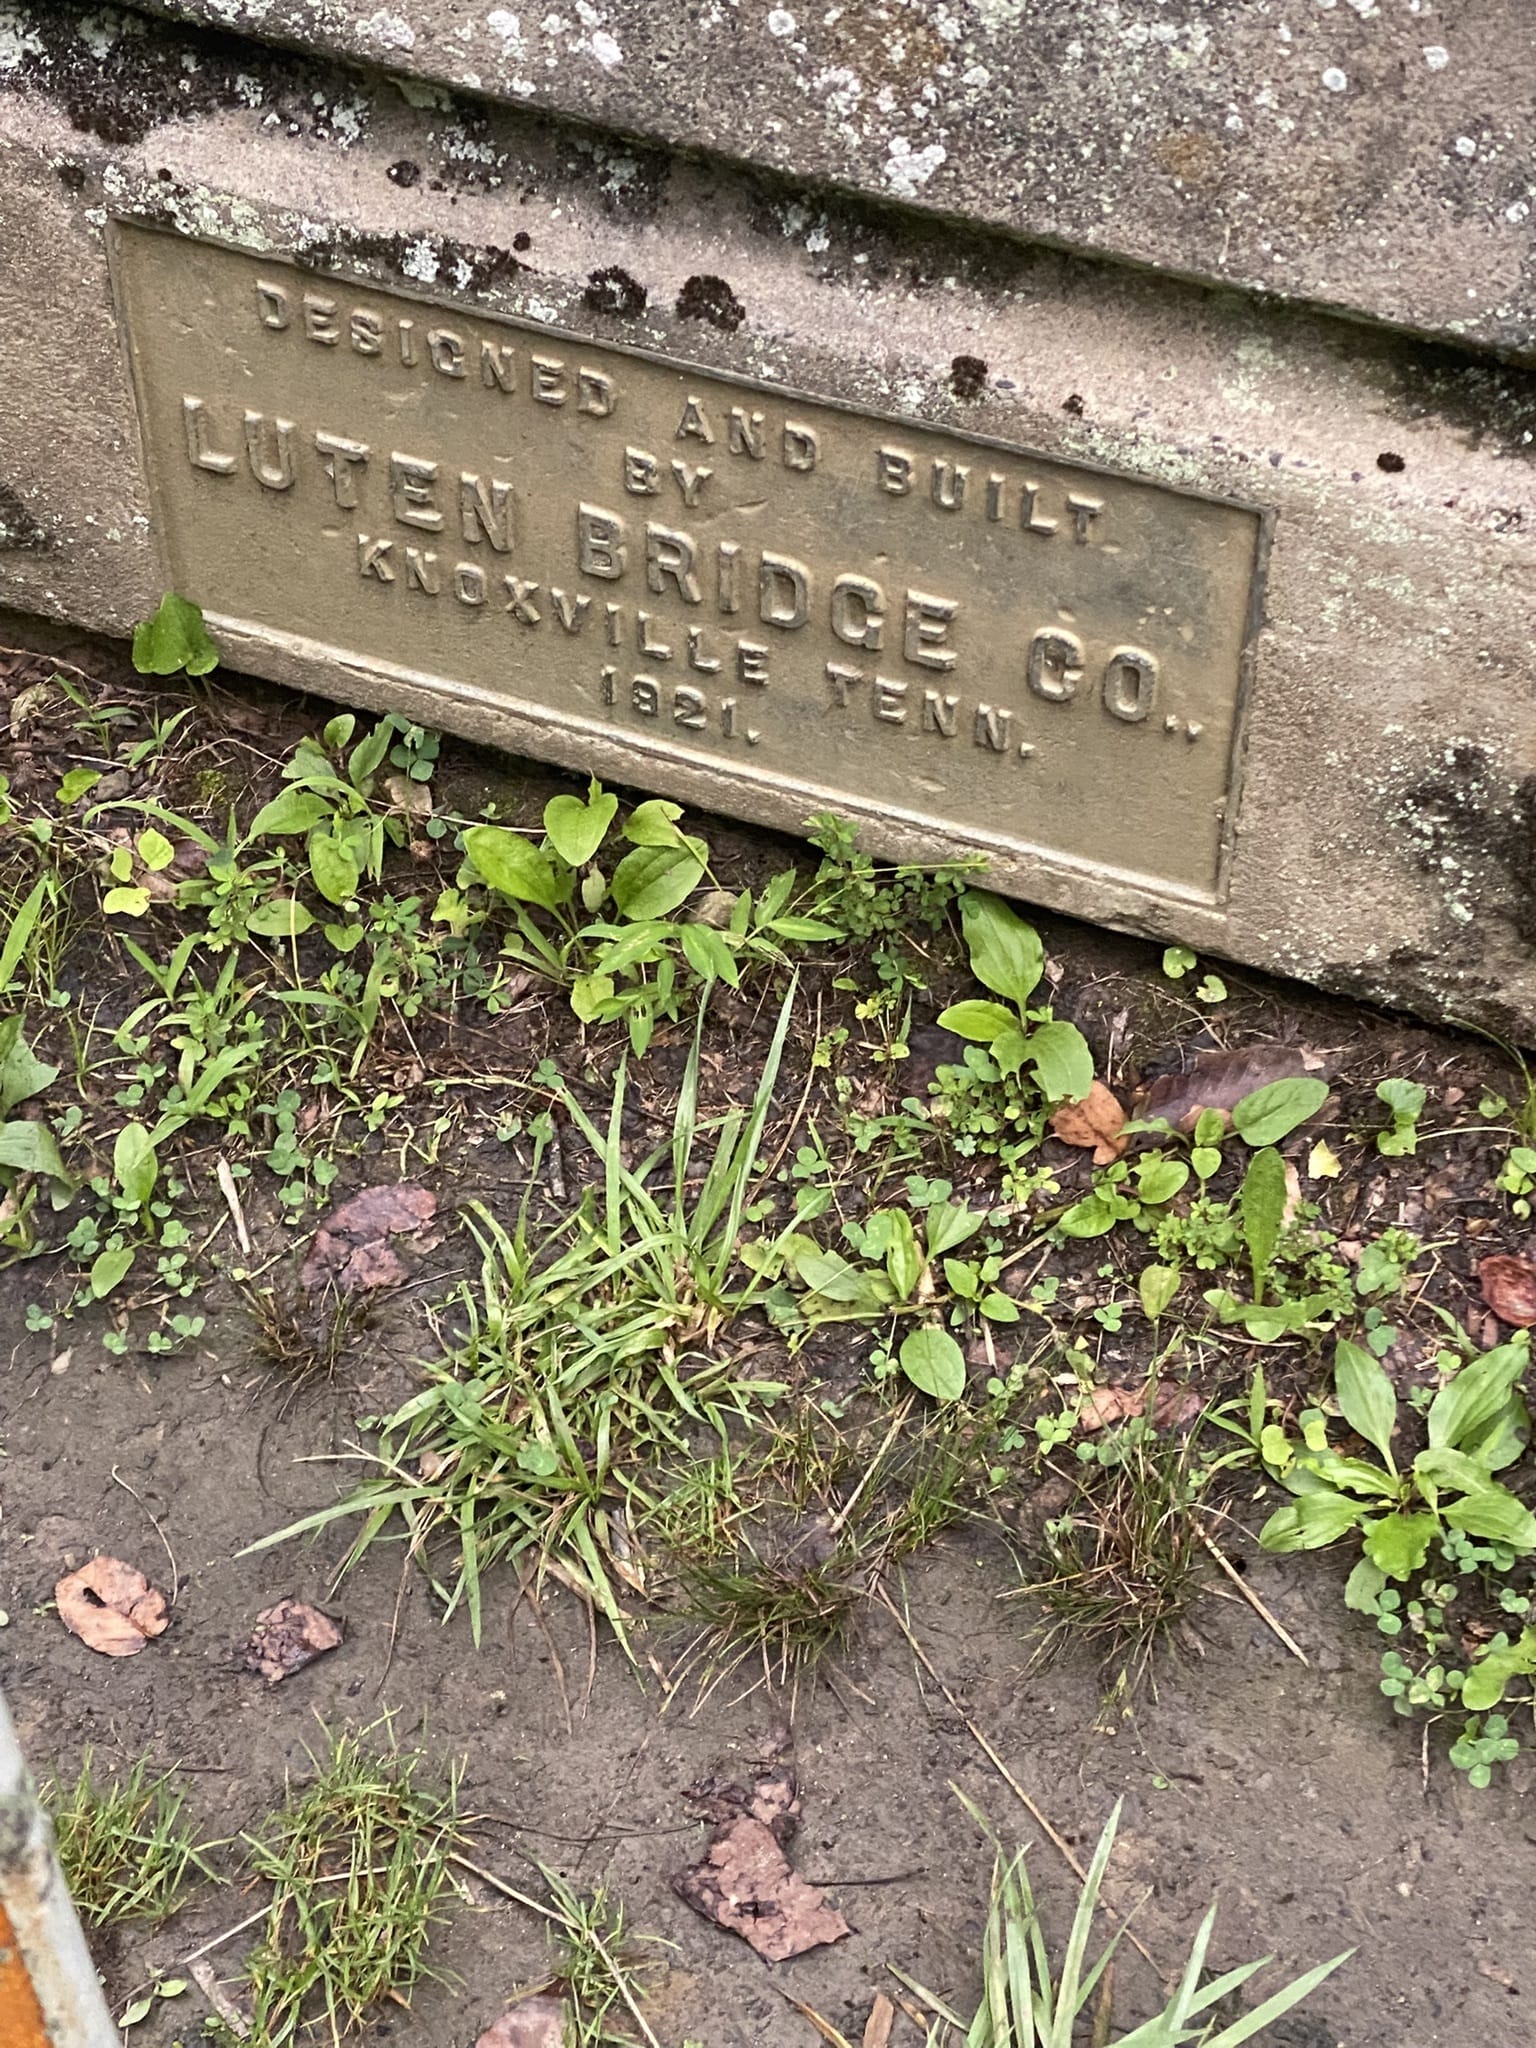 DESIGNED AND BUILT
BY
LUTEN BRIDGE CO.,
KNOXVILLE TENN.
1921.